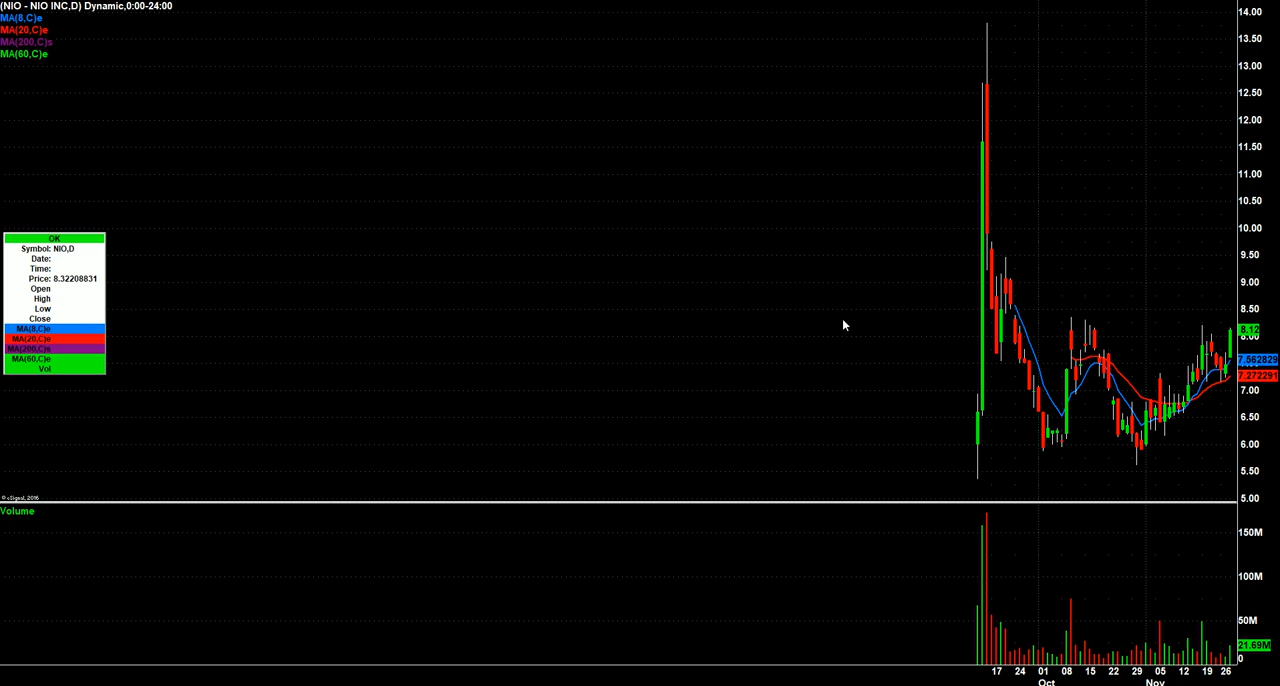 (NIO - NIO INC,D) Dynamic,0:00-24:00
MA(8,C)e
MA(20,C)e
MA(200,C)s
MA(60,C)e
14.00
13.50
13.00
12.50
12.00
11.50
11.00
10.50
10.00
9.50
9.00
8.50
8.12
8.00
7.562829
7.272291
7.00
6.50
6.00
5.50
5.00
OK
Symbol: NIO,D
Date:
Time:
Price: 8.32208831
Open
High
Low
Close
MA(8,C)e
MA(20,C)e
MA(200,C)s
MA(60,C)e
Vol
© eSignal, 2016
Volume
150M
100M
50M
21.69M
0
17 24 01 08 15 22 29 05 12 19 26
Oct Nov